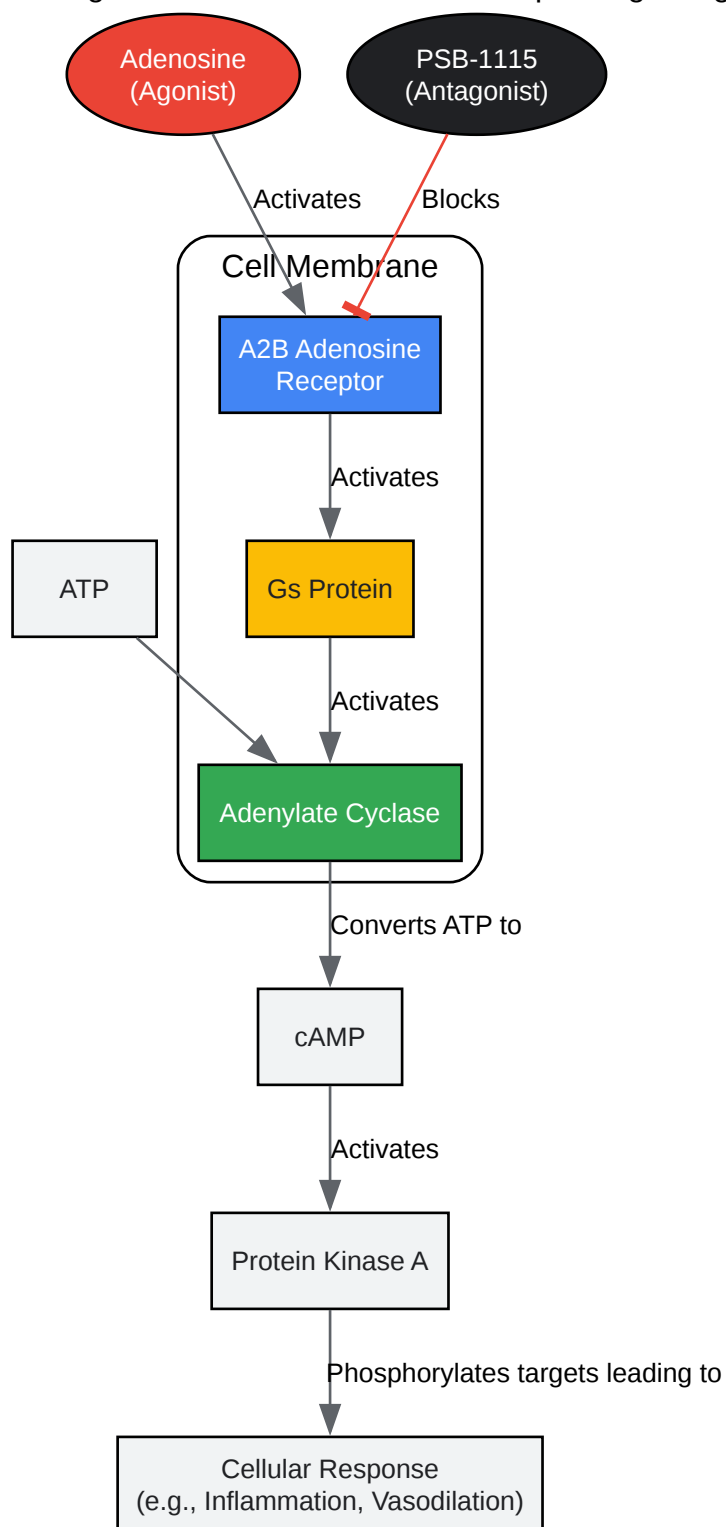 Adenosine
(Agonist)
PSB-1115
(Antagonist)
Activates
Blocks
Cell Membrane
A2B Adenosine
Receptor
Activates
ATP
Gs Protein
Activates
Adenylate Cyclase
Converts ATP to
cAMP
Activates
Protein Kinase A
Phosphorylates targets leading to
Cellular Response
(e.g., Inflammation, Vasodilation)